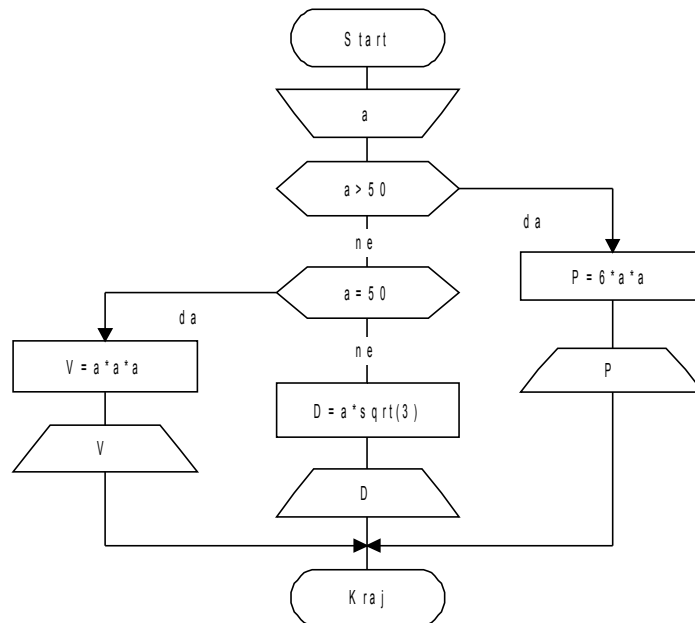 Start
a
a>50
da
ne
P=6*a*a
a=50
da
ne
V=a*a*a
P
D=a*sqrt(3)
V
D
Kraj